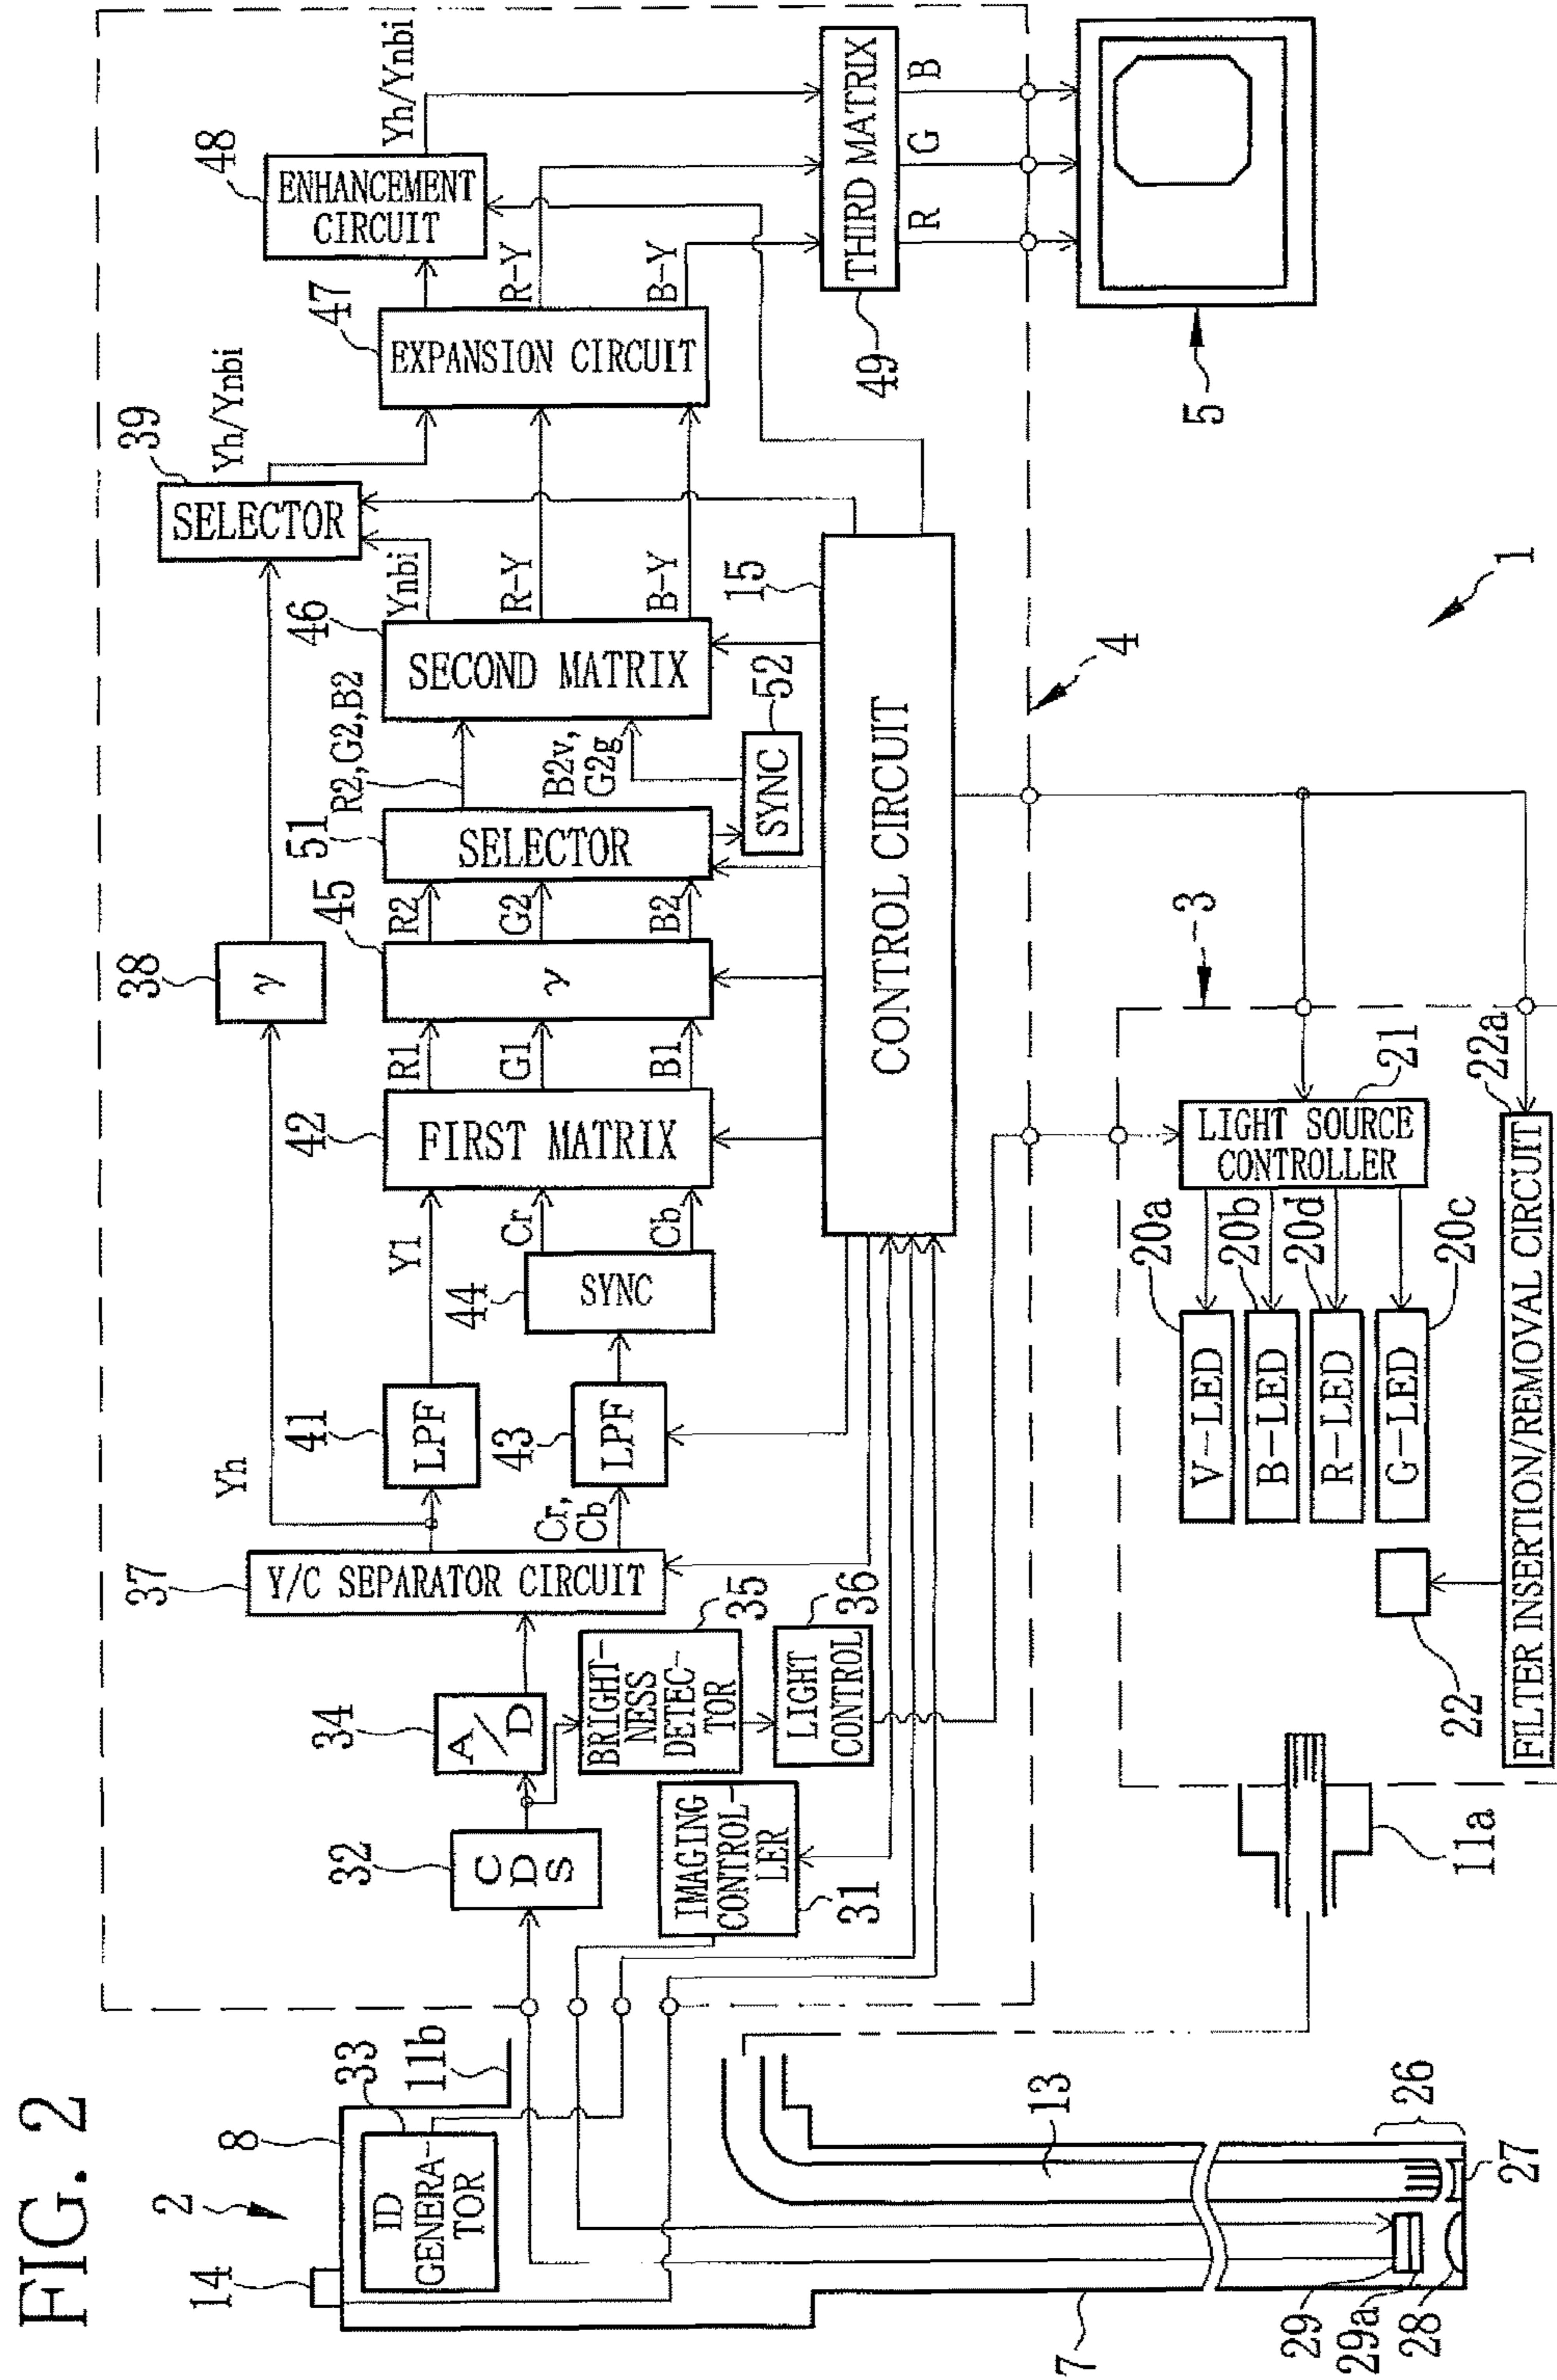 FIG. 2
2
14
8
33
ID
GENERA-
TOR
11b
7
13
26
27
28
29
29a
32
C
D
S
34
A/D
BRIGHT-
NESS
DETEC-
TOR
35
LIGHT
CONTROL
36
IMAGING
CONTROL-
LER
31
37
Y/C SEPARATOR CIRCUIT
Yh
Cr,
Cb
41
LPF
43
LPF
44
SYNC
Y1
Cr
Cb
42
FIRST MATRIX
R1
G1
B1
38
γ
45
γ
R2
G2
B2
51
SELECTOR
R2,G2,B2
B2v,
G2g
SYNC
52
46
SECOND MATRIX
Ynbi
R-Y
B-Y
39
SELECTOR
Yh/Ynbi
47
EXPANSION CIRCUIT
R-Y
B-Y
48
ENHANCEMENT
CIRCUIT
Yh/Ynbi
THIRD MATRIX
49
R
G
B
5
15
CONTROL CIRCUIT
4
1
3
LIGHT SOURCE
CONTROLLER
21
20a
20b
20d
20c
V-LED
B-LED
R-LED
G-LED
22
22a
FILTER INSERTION/REMOVAL CIRCUIT
11a